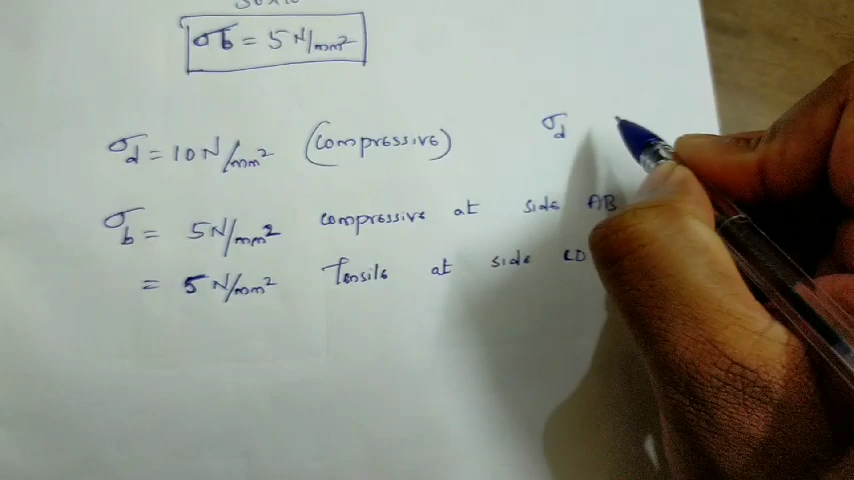 σb = 5 N/mm²
σd = 10 N/mm² (compressive) σd
σb = 5 N/mm² compressive at side AB
= 5 N/mm² Tensile at side CD